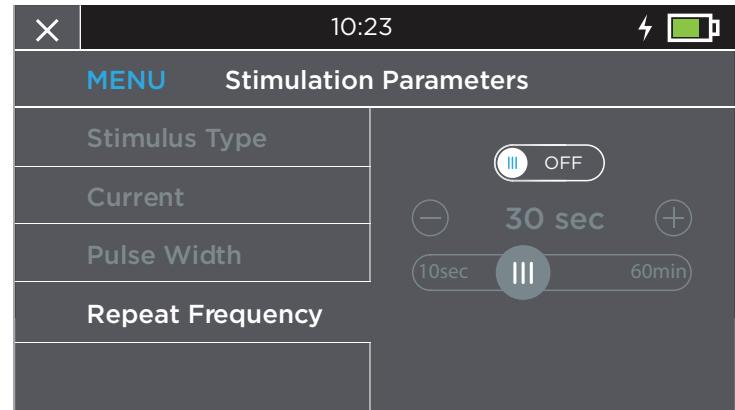 10:23
MENU Stimulation Parameters
Stimulus Type
OFF
Current
30 sec
Pulse Width
10sec 60min
Repeat Frequency